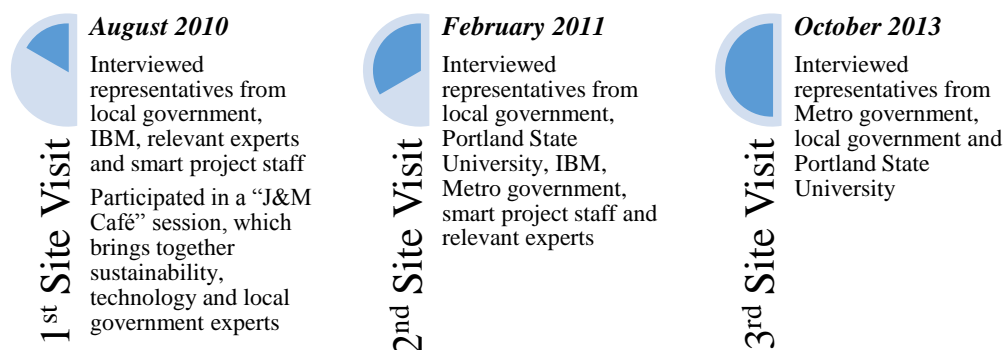 August 2010
Interviewed
representatives from
local government,
IBM, relevant experts
and smart project staff
Participated in a “J&M
Café” session, which
brings together
sustainability,
technology and local
government experts
1st Site Visit
February 2011
Interviewed
representatives from
local government,
Portland State
University, IBM,
Metro government,
smart project staff and
relevant experts
2nd Site Visit
October 2013
Interviewed
representatives from
Metro government,
local government and
Portland State
University
3rd Site Visit